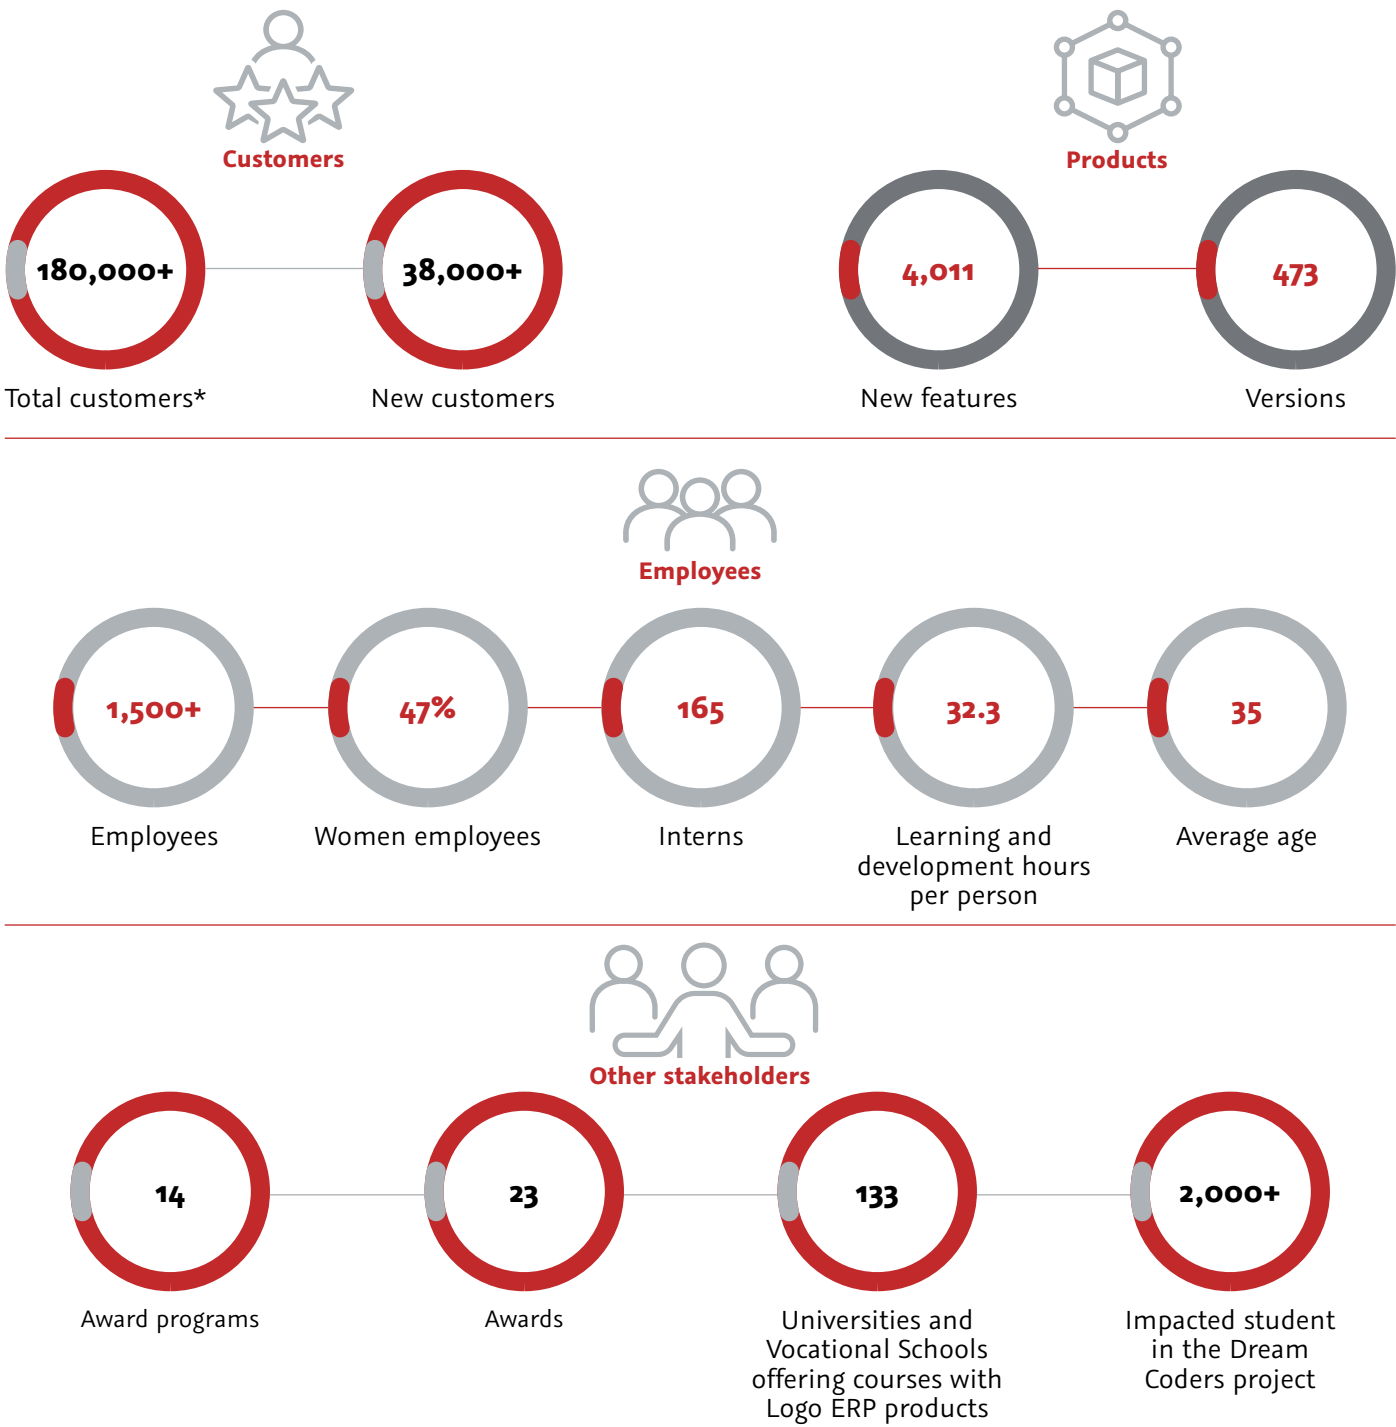 Customers
180,000+
Total customers*
38,000+
New customers
Products
4,011
New features
473
Versions
Employees
1,500+
Employees
47%
Women employees
165
Interns
32.3
Learning and
development hours
per person
35
Average age
Other stakeholders
14
Award programs
23
Awards
133
Universities and
Vocational Schools
offering courses with
Logo ERP products
2,000+
Impacted student
in the Dream
Coders project